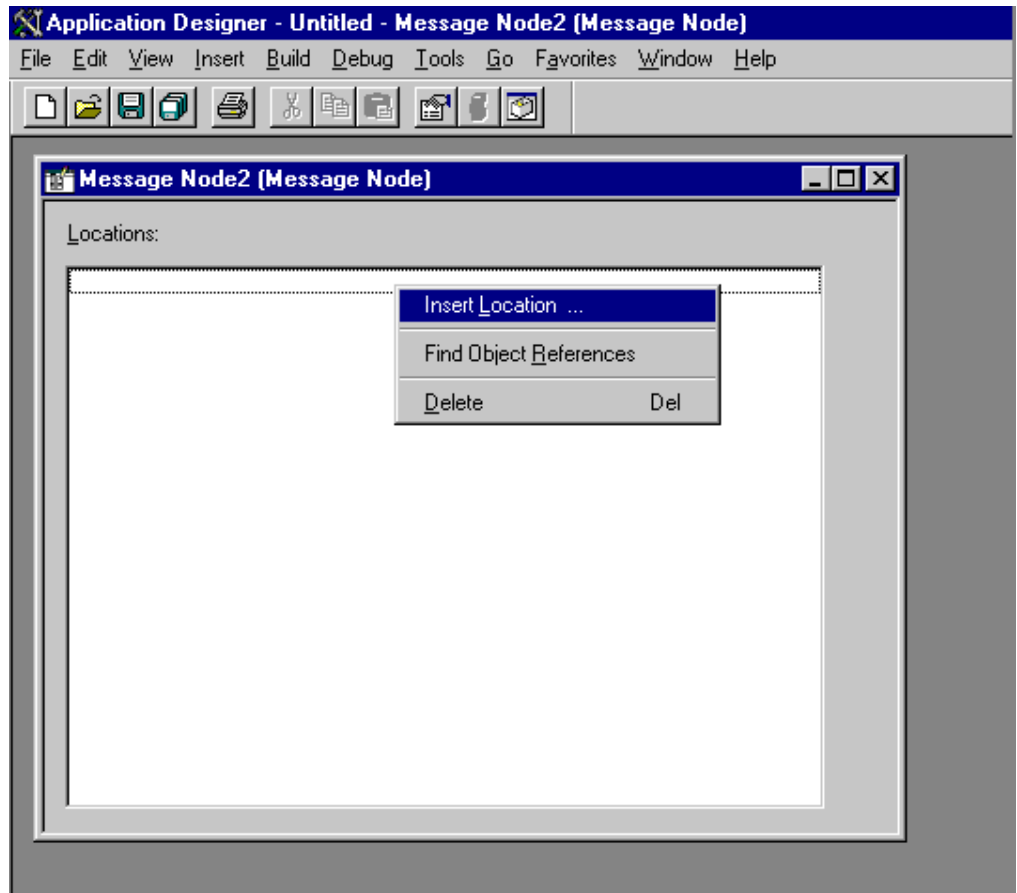 Application Designer - Untitled - Message Node2 (Message Node)
File Edit View Insert Build Debug Tools Go Favorites Window Help
Message Node2 (Message Node)
Locations:
Insert Location ...
Find Object References
Delete Del